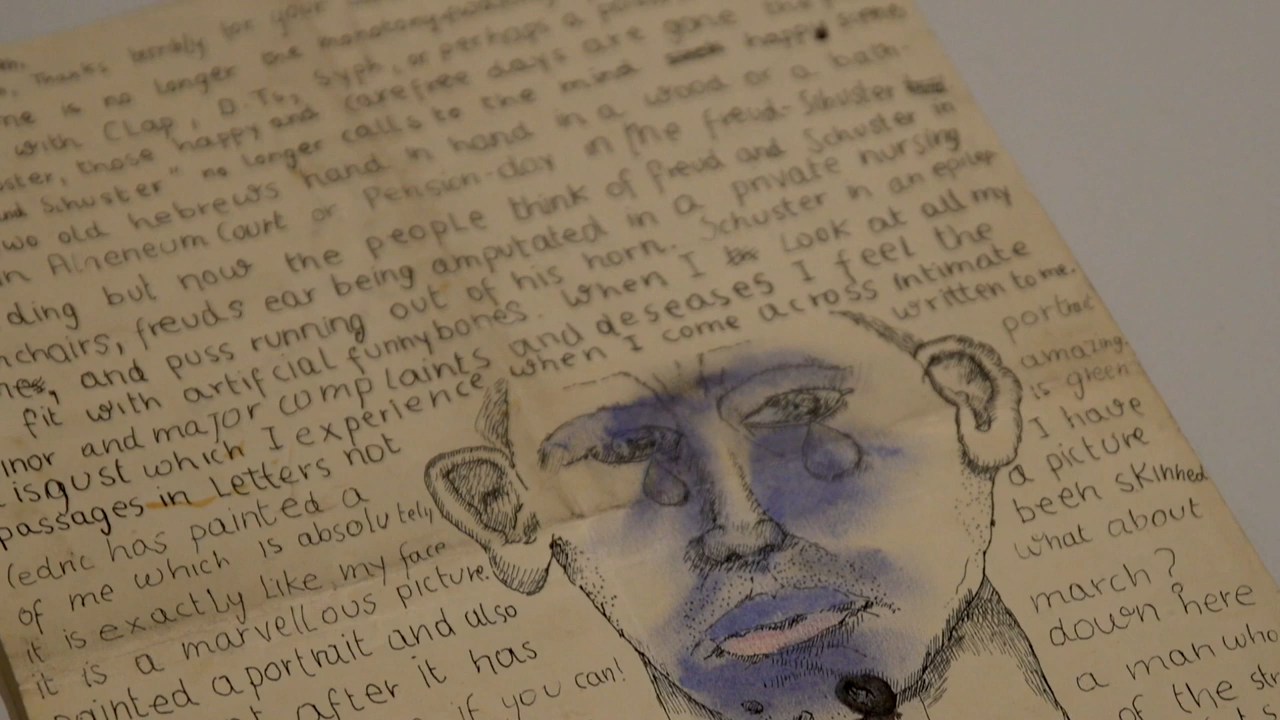 Thanks terribly for your
me is no longer the monotony
with Clap, D.Ts, Syph, or perhaps a
uster, those happy and carefree days are gone they
and Schuster" no longer calls to the mind happy some
two old hebrews hand in hand in a wood or a bath-
in Atheneum Court or Pension-day in the Freud-Schuster
ding but now the people think of Freud and Schuster in
hchairs, freuds ear being amputated in a private nursing
and puss running out of his horn. Schuster in an epilep
fit with artificial funnybones. When I look at all my
inor and major complaints and deseases I feel the
isgust which I experience when I come across intimate
passages in Letters not written to me.
Cedric has painted a portrait
of me which is absolutely amazing.
it is exactly like my face is green
it is a marvellous picture. I have
painted a portrait and also a picture
after it has been skinned
if you can! what about
march?
down here
a man who
of the str